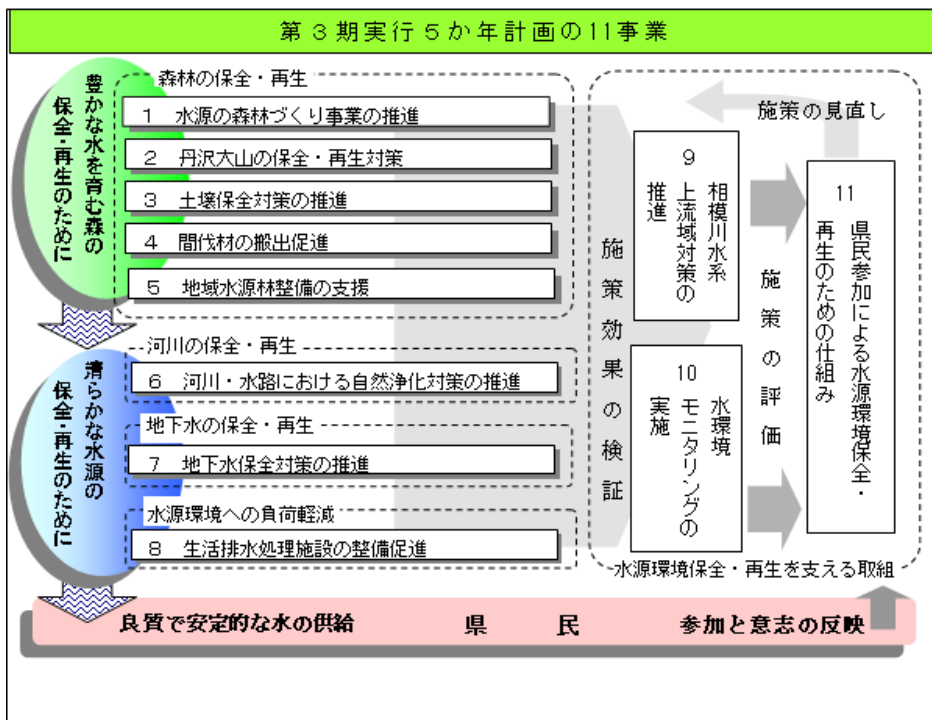 第3期実行5か年計画の11事業
豊かな水を育む森の
保全・再生のために
森林の保全・再生
1 水源の森林づくり事業の推進
2 丹沢大山の保全・再生対策
3 土壌保全対策の推進
4 間伐材の搬出促進
5 地域水源林整備の支援
清らかな水源の
保全・再生のために
河川の保全・再生
6 河川・水路における自然浄化対策の推進
地下水の保全・再生
7 地下水保全対策の推進
水源環境への負荷軽減
8 生活排水処理施設の整備促進
施策効果の検証
9 相模川水系
上流域対策の
推進
10 水環境
モニタリングの
実施
施策の評価
施策の見直し
11 県民参加による水源環境保全・
再生のための仕組み
水源環境保全・再生を支える取組
良質で安定的な水の供給 県 民 参加と意志の反映